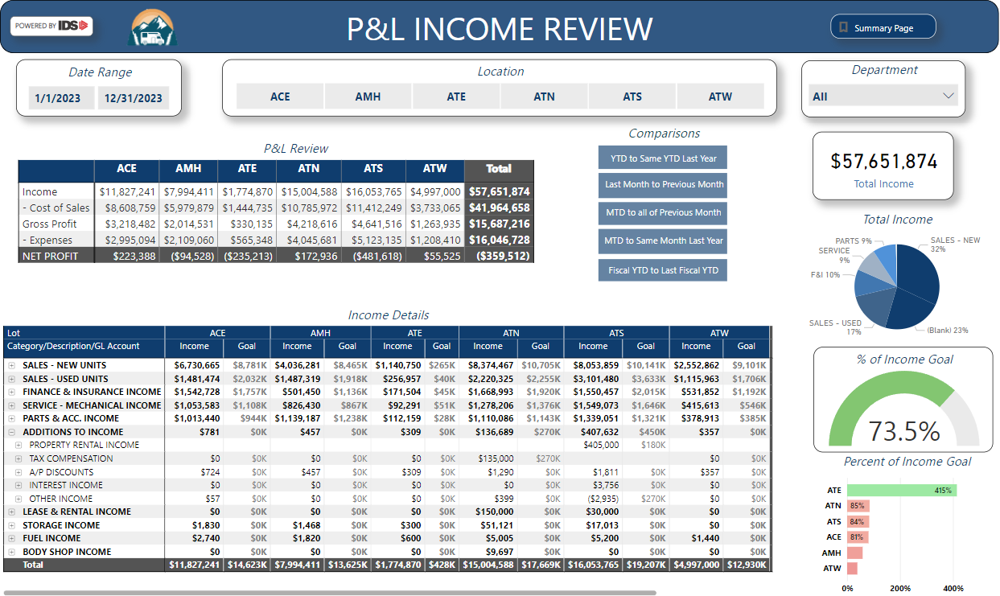 POWERED BY IDS
P&L INCOME REVIEW
Summary Page
Date Range
1/1/2023 12/31/2023
Location
ACE AMH ATE ATN ATS ATW
Department
All
P&L Review
ACE AMH ATE ATN ATS ATW Total
Income $11,827,241 $7,994,411 $1,774,870 $15,004,588 $16,053,765 $4,997,000 $57,651,874
- Cost of Sales $8,608,759 $5,979,879 $1,444,735 $10,785,972 $11,412,249 $3,733,065 $41,964,658
Gross Profit $3,218,482 $2,014,531 $330,135 $4,218,616 $4,641,516 $1,263,935 $15,687,216
- Expenses $2,995,094 $2,109,060 $565,348 $4,045,681 $5,123,135 $1,208,410 $16,046,728
NET PROFIT $223,388 ($94,528) ($235,213) $172,936 ($481,618) $55,525 ($359,512)
Comparisons
YTD to Same YTD Last Year
Last Month to Previous Month
MTD to all of Previous Month
MTD to Same Month Last Year
Fiscal YTD to Last Fiscal YTD
$57,651,874
Total Income
Total Income
PARTS 9%
SERVICE
9%
F&I 10%
SALES - USED
17%
SALES - NEW
32%
(Blank) 23%
Income Details
Lot ACE AMH ATE ATN ATS ATW
Category/Description/GL Account Income Goal Income Goal Income Goal Income Goal Income Goal Income Goal
SALES - NEW UNITS $6,730,665 $8,781K $4,036,281 $8,465K $1,140,750 $265K $8,374,467 $10,705K $8,053,859 $10,141K $2,552,862 $9,101K
SALES - USED UNITS $1,481,474 $2,032K $1,487,319 $1,918K $256,957 $40K $2,220,325 $2,255K $3,101,480 $3,633K $1,115,963 $1,706K
FINANCE & INSURANCE INCOME $1,542,728 $1,757K $501,450 $1,136K $171,504 $45K $1,668,993 $1,920K $1,550,457 $2,015K $531,852 $1,192K
SERVICE - MECHANICAL INCOME $1,053,583 $1,108K $826,430 $867K $92,291 $51K $1,278,206 $1,376K $1,549,073 $1,646K $415,613 $546K
PARTS & ACC. INCOME $1,013,440 $944K $1,139,187 $1,238K $112,159 $28K $1,110,086 $1,143K $1,339,051 $1,321K $378,913 $385K
ADDITIONS TO INCOME $781 $0K $457 $0K $309 $0K $136,689 $270K $407,632 $450K $357 $0K
PROPERTY RENTAL INCOME $405,000 $180K
TAX COMPENSATION $0 $0K $0 $0K $0 $0K $135,000 $270K $0 $0K
A/P DISCOUNTS $724 $0K $457 $0K $309 $0K $1,290 $0K $1,811 $0K $357 $0K
INTEREST INCOME $0 $0K $0 $0K $0 $0K $0 $0K $3,756 $0K $0 $0K
OTHER INCOME $57 $0K $0 $0K $0 $0K $399 $0K ($2,935) $270K $0 $0K
LEASE & RENTAL INCOME $0 $0K $0 $0K $0 $0K $150,000 $0K $30,000 $0K $0 $0K
STORAGE INCOME $1,830 $0K $1,468 $0K $300 $0K $51,121 $0K $17,013 $0K $0 $0K
FUEL INCOME $2,740 $0K $1,820 $0K $600 $0K $5,005 $0K $5,200 $0K $1,440 $0K
BODY SHOP INCOME $0 $0K $0 $0K $0 $0K $9,697 $0K $0 $0K $0 $0K
Total $11,827,241 $14,623K $7,994,411 $13,625K $1,774,870 $428K $15,004,588 $17,669K $16,053,765 $19,207K $4,997,000 $12,930K
% of Income Goal
73.5%
Percent of Income Goal
ATE 415%
ATN 85%
ATS 84%
ACE 81%
AMH
ATW
0% 200% 400%